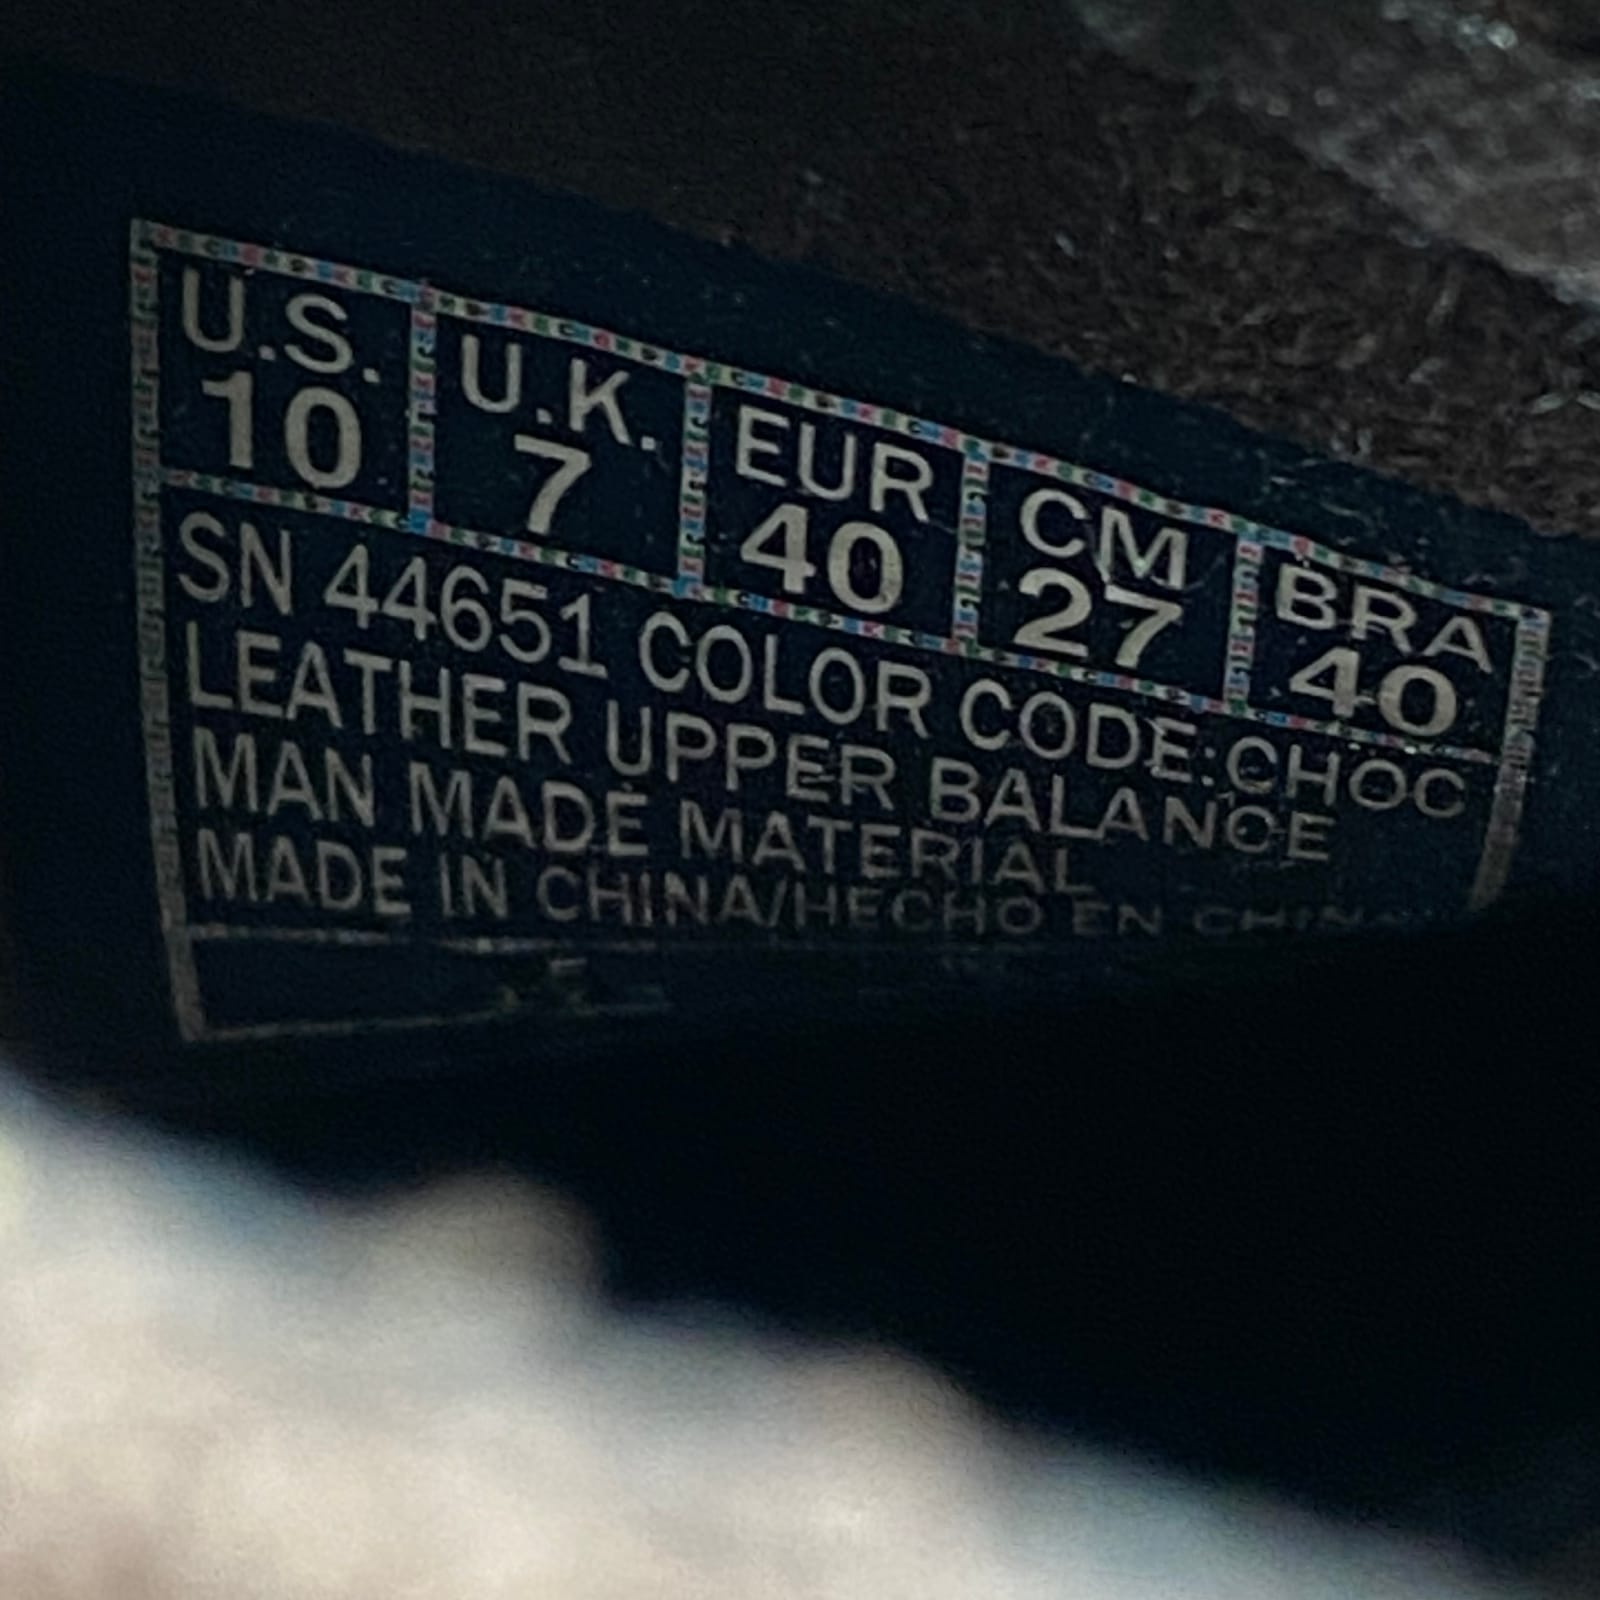 U.S. U.K. EUR CM BRA
10 7 40 27 40
SN 44651 COLOR CODE:CHOC
LEATHER UPPER BALANCE
MAN MADE MATERIAL
MADE IN CHINA/HECHO EN CHINA